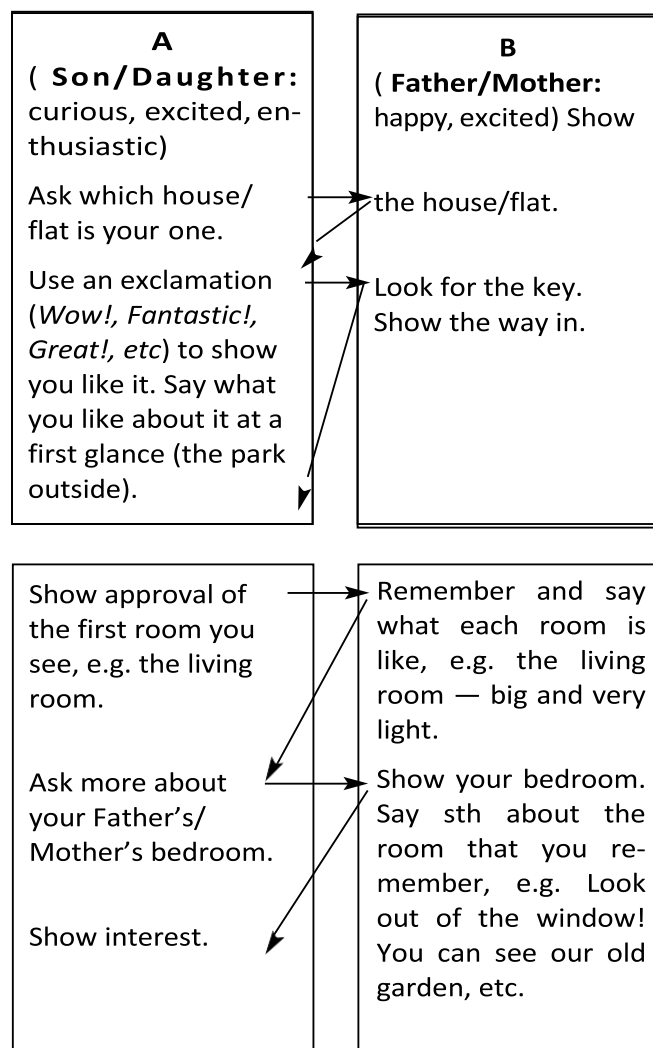 A
( Son/Daughter:
curious, excited, en-
thusiastic)
Ask which house/
flat is your one.
Use an exclamation
(Wow!, Fantastic!,
Great!, etc) to show
you like it. Say what
you like about it at a
first glance (the park
outside).
B
( Father/Mother:
happy, excited) Show
the house/flat.
Look for the key.
Show the way in.
Show approval of
the first room you
see, e.g. the living
room.
Ask more about
your Father's/
Mother's bedroom.
Show interest.
Remember and say
what each room is
like, e.g. the living
room — big and very
light.
Show your bedroom.
Say sth about the
room that you re-
member, e.g. Look
out of the window!
You can see our old
garden, etc.